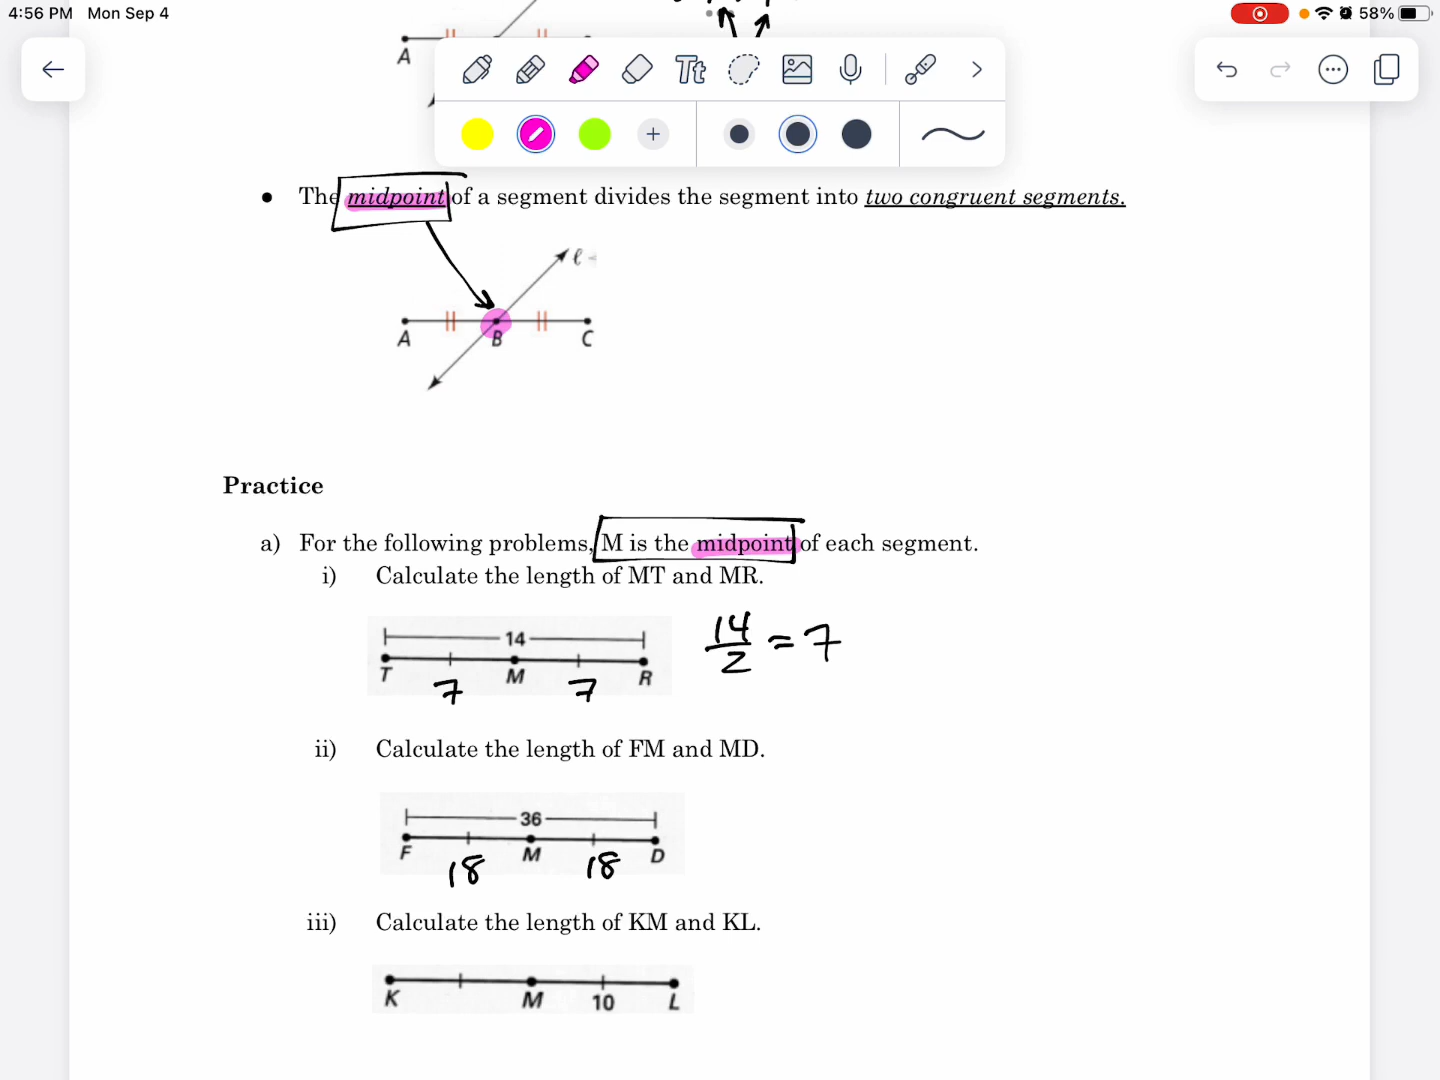 4:56 PM Mon Sep 4
58%
A
Tt
• The midpoint of a segment divides the segment into two congruent segments.
ℓ
A B C
Practice
a) For the following problems, M is the midpoint of each segment.
i) Calculate the length of MT and MR.
14
T M R
7 7
14/2 = 7
ii) Calculate the length of FM and MD.
36
F M D
18 18
iii) Calculate the length of KM and KL.
K M 10 L